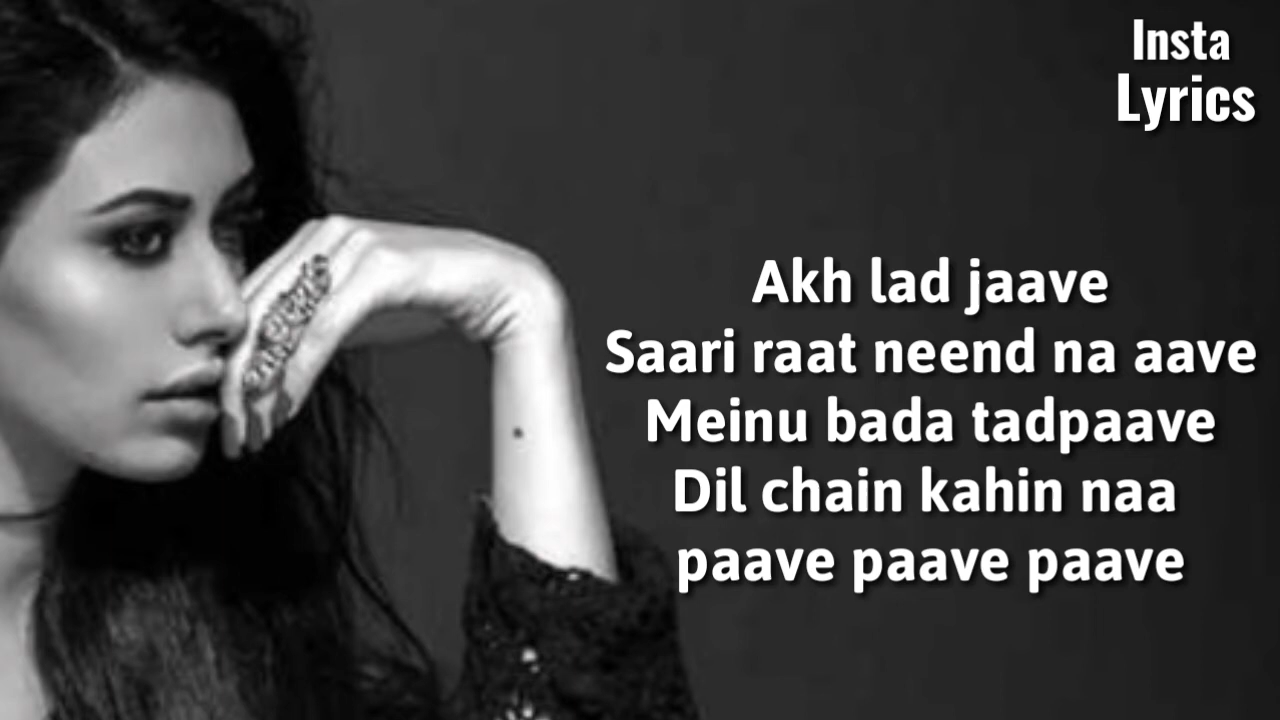 Insta
Lyrics
Akh lad jaave
Saari raat neend na aave
Meinu bada tadpaave
Dil chain kahin naa
paave paave paave